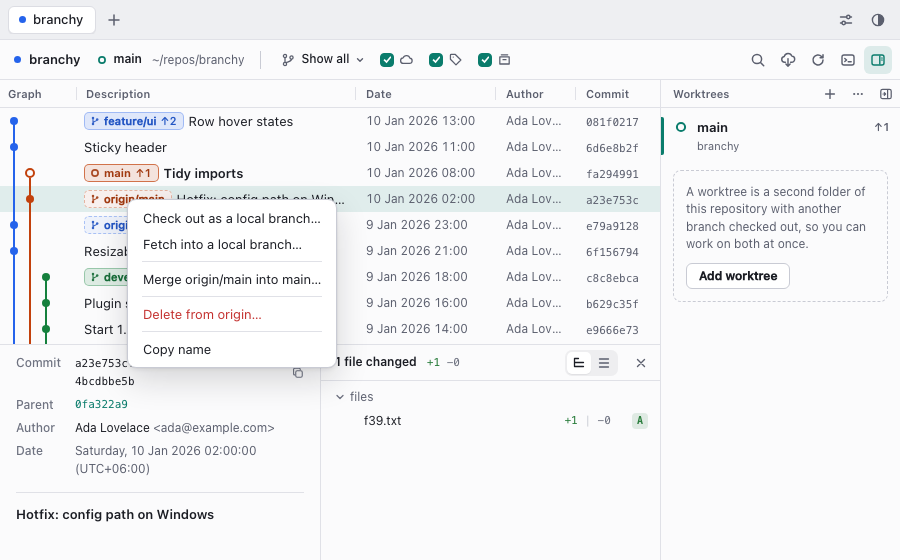 branchy
branchy main ~/repos/branchy Show all
Graph Description Date Author Commit
feature/ui ↑2 Row hover states 10 Jan 2026 13:00 Ada Lov... 081f0217
Sticky header 10 Jan 2026 11:00 Ada Lov... 6d6e8b2f
main ↑1 Tidy imports 10 Jan 2026 08:00 Ada Lov... fa294991
origin/main Hotfix: config path on Win... 10 Jan 2026 02:00 Ada Lov... a23e753c
9 Jan 2026 23:00 Ada Lov... e79a9128
9 Jan 2026 21:00 Ada Lov... 6f156794
9 Jan 2026 18:00 Ada Lov... c8c8ebca
Plugin 9 Jan 2026 16:00 Ada Lov... b629c35f
Start 1. 9 Jan 2026 14:00 Ada Lov... e9666e73
Check out as a local branch...
Fetch into a local branch...
Merge origin/main into main...
Delete from origin...
Copy name
Commit a23e753c
4bcdbbe5b
Parent 0fa322a9
Author Ada Lovelace <ada@example.com>
Date Saturday, 10 Jan 2026 02:00:00
(UTC+06:00)
Hotfix: config path on Windows
1 file changed +1 −0
files
f39.txt +1 −0 A
Worktrees
main ↑1
branchy
A worktree is a second folder of
this repository with another
branch checked out, so you can
work on both at once.
Add worktree